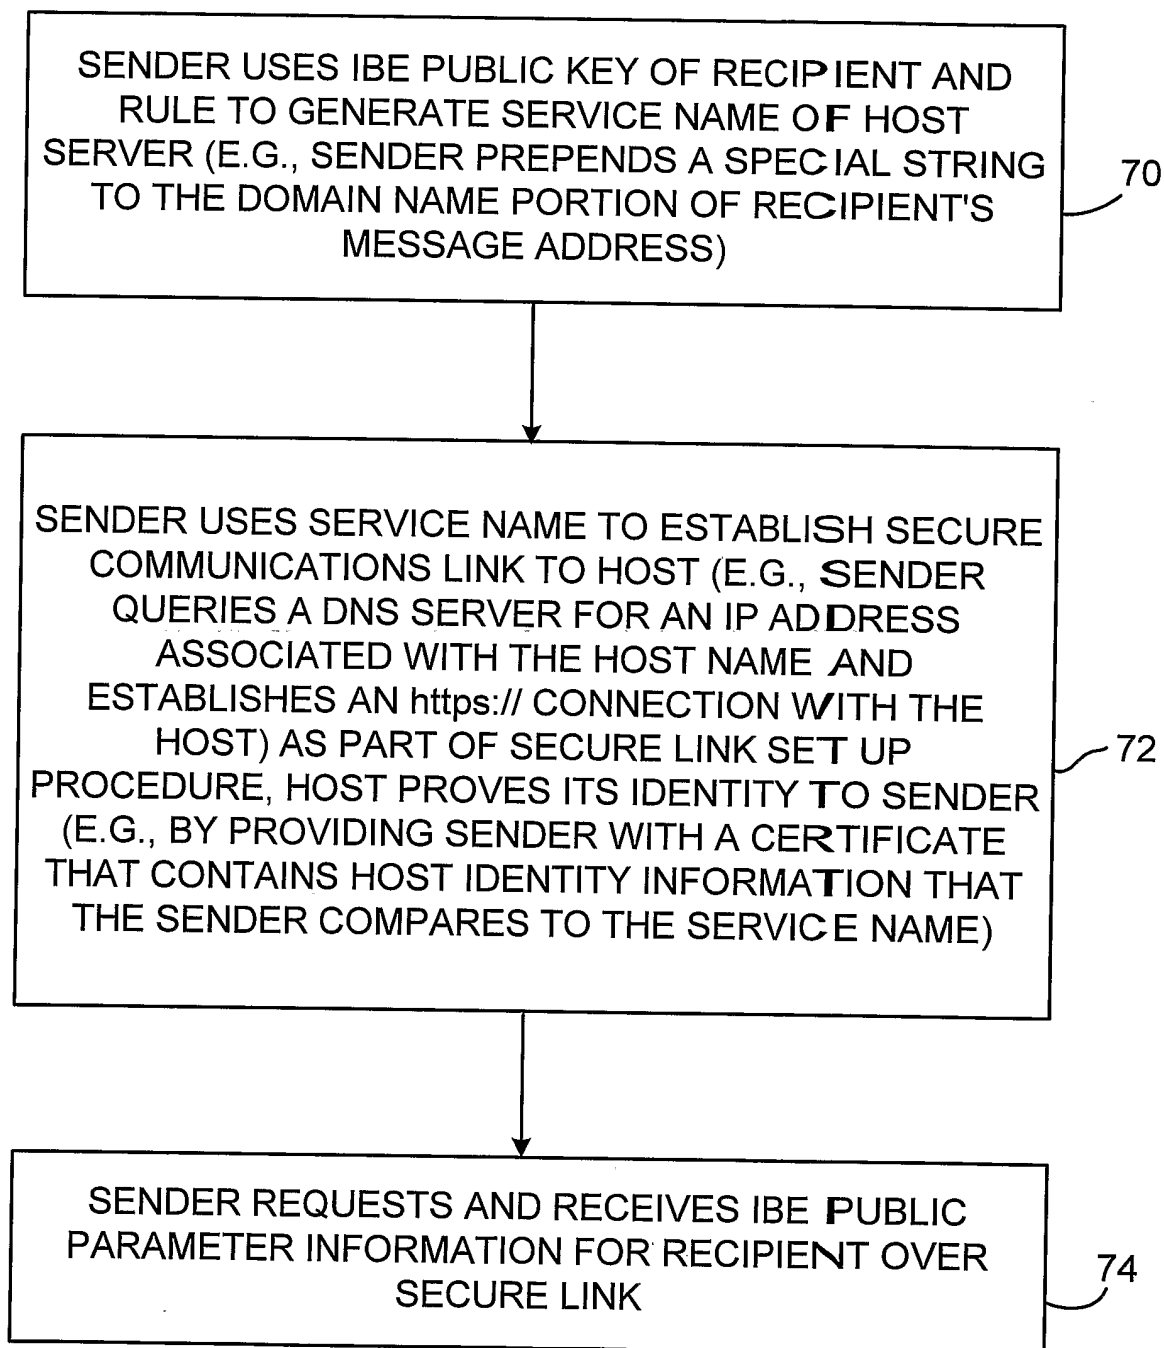 SENDER USES IBE PUBLIC KEY OF RECIPIENT AND
RULE TO GENERATE SERVICE NAME OF HOST
SERVER (E.G., SENDER PREPENDS A SPECIAL STRING
TO THE DOMAIN NAME PORTION OF RECIPIENT'S
MESSAGE ADDRESS)
70
SENDER USES SERVICE NAME TO ESTABLISH SECURE
COMMUNICATIONS LINK TO HOST (E.G., SENDER
QUERIES A DNS SERVER FOR AN IP ADDRESS
ASSOCIATED WITH THE HOST NAME AND
ESTABLISHES AN https:// CONNECTION WITH THE
HOST) AS PART OF SECURE LINK SET UP
PROCEDURE, HOST PROVES ITS IDENTITY TO SENDER
(E.G., BY PROVIDING SENDER WITH A CERTIFICATE
THAT CONTAINS HOST IDENTITY INFORMATION THAT
THE SENDER COMPARES TO THE SERVICE NAME)
72
SENDER REQUESTS AND RECEIVES IBE PUBLIC
PARAMETER INFORMATION FOR RECIPIENT OVER
SECURE LINK
74